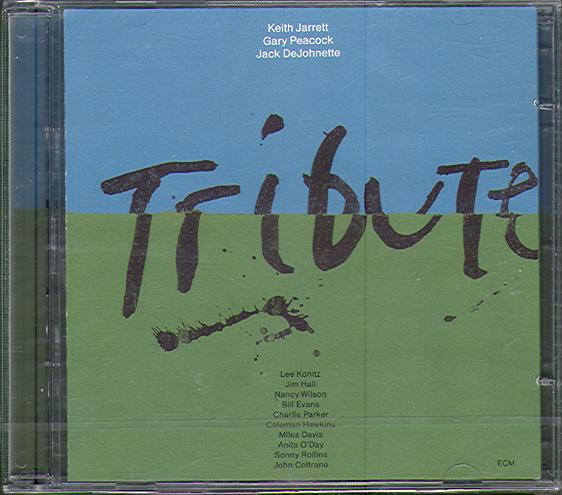 Keith Jarrett
Gary Peacock
Jack DeJohnette
Tribute
Lee Konitz
Jim Hall
Nancy Wilson
Bill Evans
Charlie Parker
Coleman Hawkins
Miles Davis
Anita O'Day
Sonny Rollins
John Coltrane
ECM